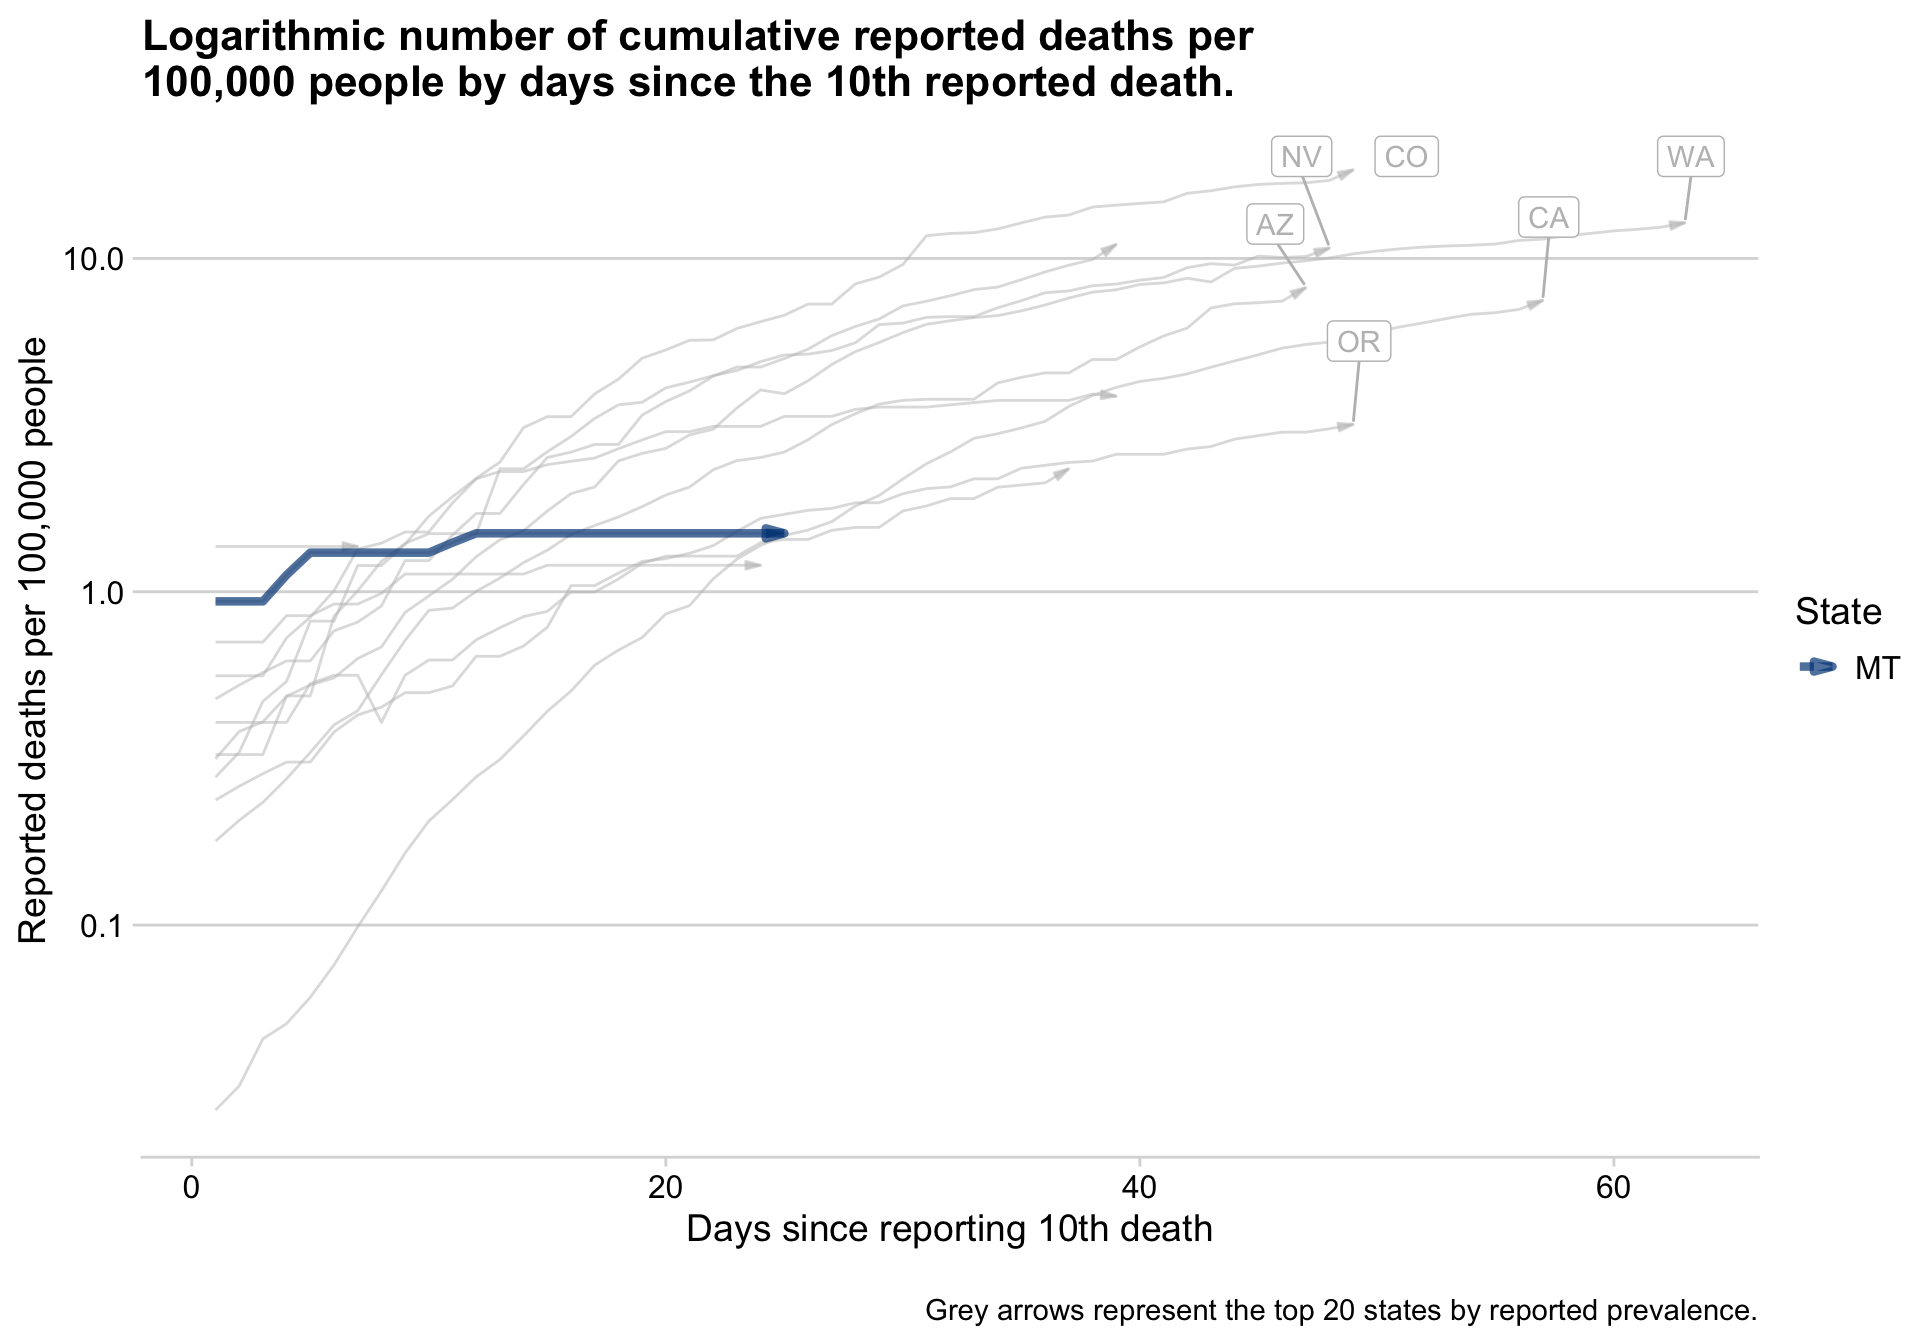 Logarithmic number of cumulative reported deaths per
100,000 people by days since the 10th reported death.
NV
CO
WA
AZ
CA
OR
10.0
1.0
0.1
Reported deaths per 100,000 people
State
MT
0
20
40
60
Days since reporting 10th death
Grey arrows represent the top 20 states by reported prevalence.